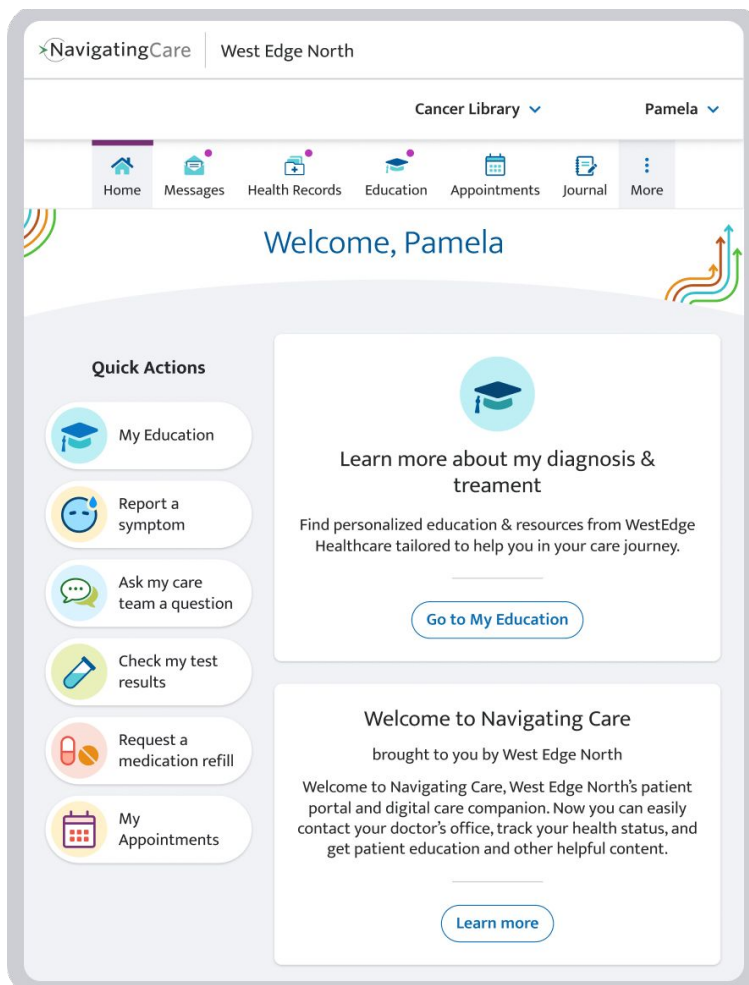 NavigatingCare
West Edge North
Cancer Library
Pamela
Home
Messages
Health Records
Education
Appointments
Journal
More
Welcome, Pamela
Quick Actions
My Education
Report a
symptom
Ask my care
team a question
Check my test
results
Request a
medication refill
My
Appointments
Learn more about my diagnosis &
treament
Find personalized education & resources from WestEdge
Healthcare tailored to help you in your care journey.
Go to My Education
Welcome to Navigating Care
brought to you by West Edge North
Welcome to Navigating Care, West Edge North's patient
portal and digital care companion. Now you can easily
contact your doctor's office, track your health status, and
get patient education and other helpful content.
Learn more